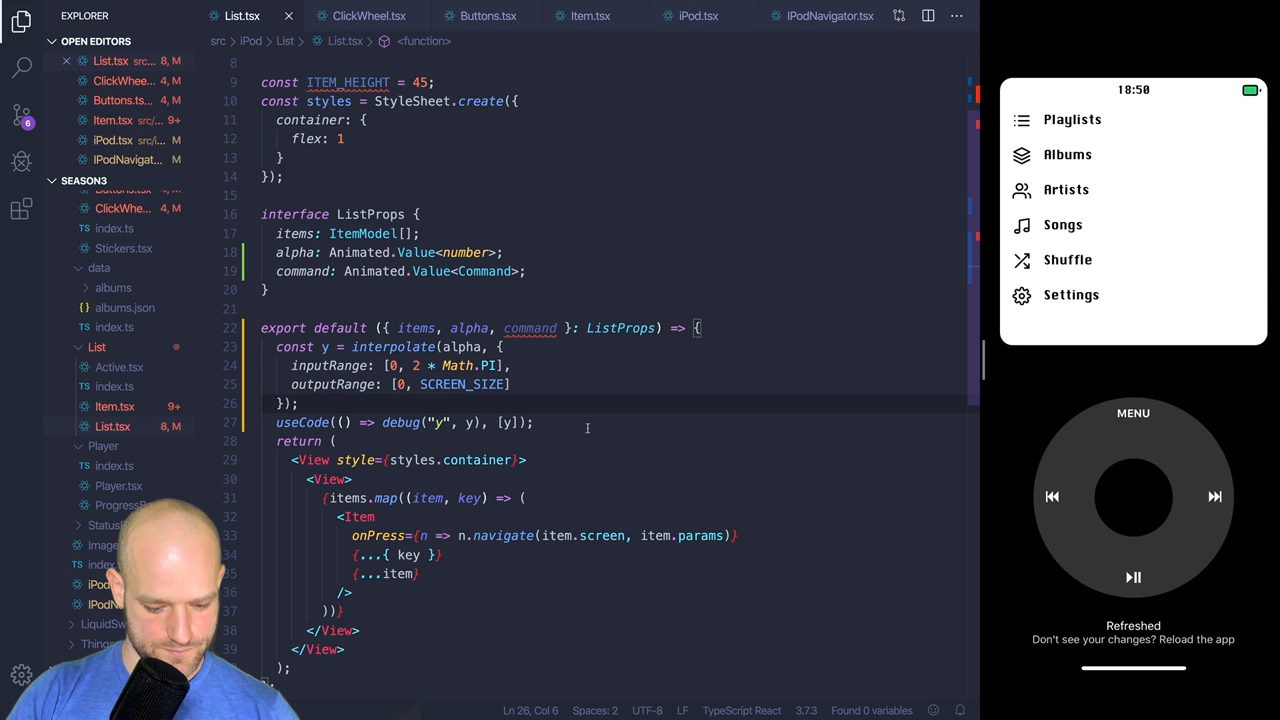 EXPLORER
OPEN EDITORS
List.tsx src... 8, M
ClickWhee... 4, M
Buttons.ts... 4, M
Item.tsx src/... 9+
iPod.tsx src/i... M
IPodNavigat... M
SEASON3
ClickWhe... 4, M
TS index.ts
Stickers.tsx
data
albums
{} albums.json
TS index.ts
List
Active.tsx
TS index.ts
Item.tsx 9+
List.tsx 8, M
Player
TS index.ts
Player.tsx
StatusB
Image
6
List.tsx
ClickWheel.tsx
Buttons.tsx
Item.tsx
iPod.tsx
IPodNavigator.tsx
src > iPod > List > List.tsx > <function>
8
9 const ITEM_HEIGHT = 45;
10 const styles = StyleSheet.create({
11 container: {
12 flex: 1
13 }
14 });
15
16 interface ListProps {
17 items: ItemModel[];
18 alpha: Animated.Value<number>;
19 command: Animated.Value<Command>;
20 }
21
22 export default ({ items, alpha, command }: ListProps) => {
23 const y = interpolate(alpha, {
24 inputRange: [0, 2 * Math.PI],
25 outputRange: [0, SCREEN_SIZE]
26 });
27 useCode(() => debug("y", y), [y]);
28 return (
29 <View style={styles.container}>
30 <View>
31 {items.map((item, key) => (
32 <Item
33 onPress={n => n.navigate(item.screen, item.params)}
34 {...{ key }}
35 {...item}
36 />
37 ))}
38 </View>
39 </View>
);
Ln 26, Col 6 Spaces: 2 UTF-8 LF TypeScript React 3.7.3 Found 0 variables
18:50
Playlists
Albums
Artists
Songs
Shuffle
Settings
MENU
Refreshed
Don't see your changes? Reload the app